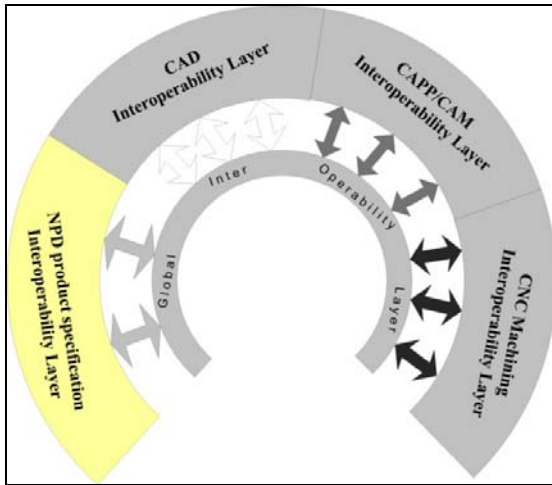 NPD product specification
Interoperability Layer
CAD
Interoperability Layer
CAPP/CAM
Interoperability Layer
CNC Machining
Interoperability Layer
Global
Inter
Operability
Layer